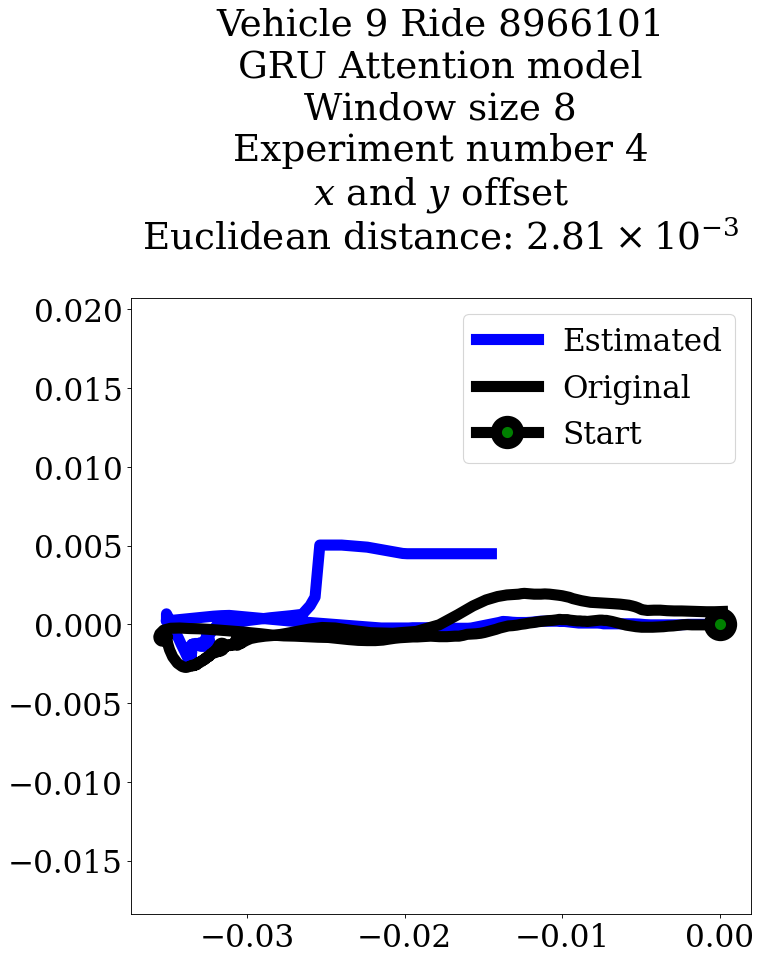 Vehicle 9 Ride 8966101
GRU Attention model
Window size 8
Experiment number 4
x and y offset
Euclidean distance: 2.81 × 10⁻³
0.020
0.015
0.010
0.005
0.000
−0.005
−0.010
−0.015
Estimated
Original
Start
−0.03
−0.02
−0.01
0.00